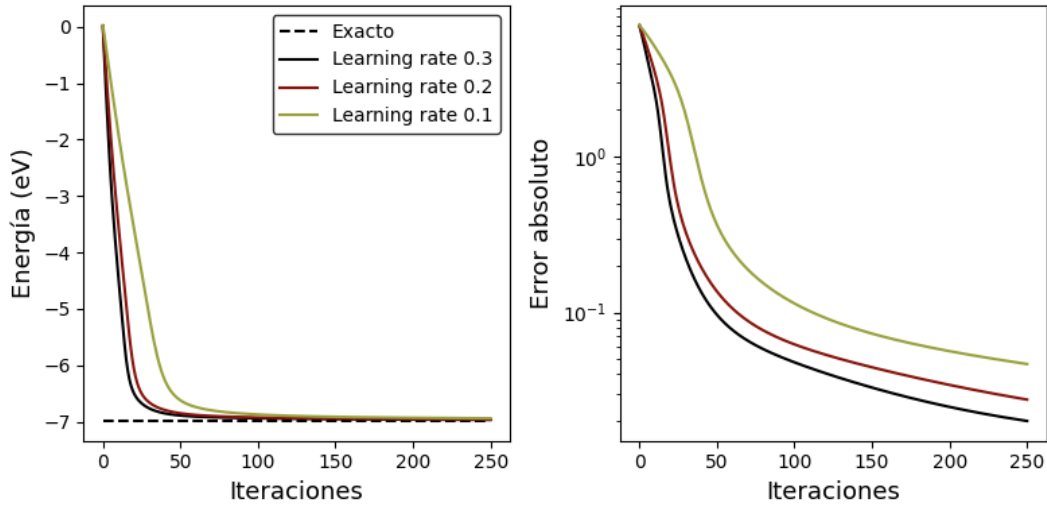 Energía (eV)
0
−1
−2
−3
−4
−5
−6
−7
0 50 100 150 200 250
Iteraciones
Exacto
Learning rate 0.3
Learning rate 0.2
Learning rate 0.1
Error absoluto
10⁰
10⁻¹
0 50 100 150 200 250
Iteraciones